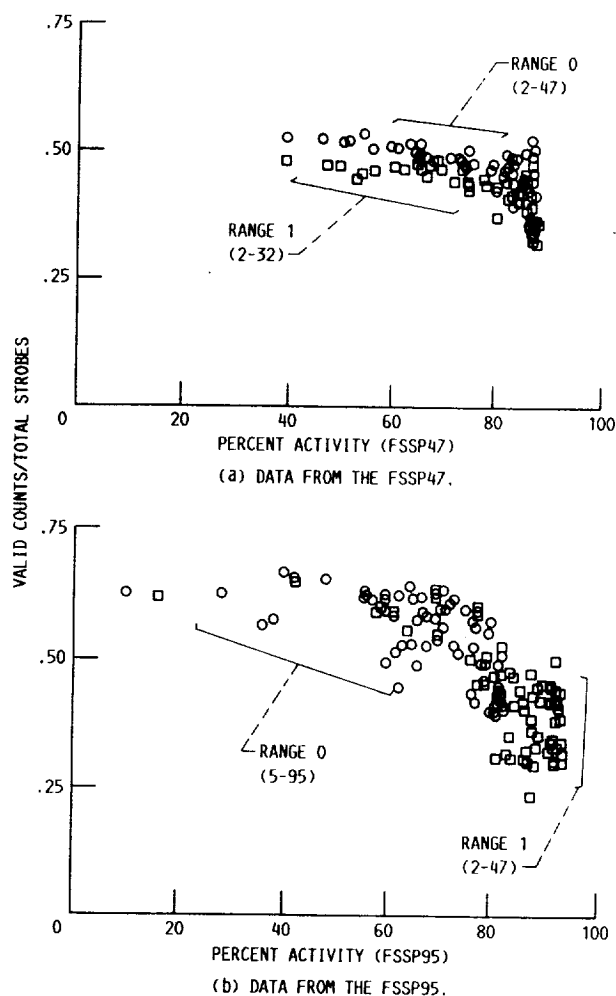 .75
RANGE 0
(2-47)
.50
RANGE 1
(2-32)
.25
0
20
40
60
80
100
PERCENT ACTIVITY (FSSP47)
(a) DATA FROM THE FSSP47.
VALID COUNTS/TOTAL STROBES
.75
.50
RANGE 0
(5-95)
.25
RANGE 1
(2-47)
0
20
40
60
80
100
PERCENT ACTIVITY (FSSP95)
(b) DATA FROM THE FSSP95.